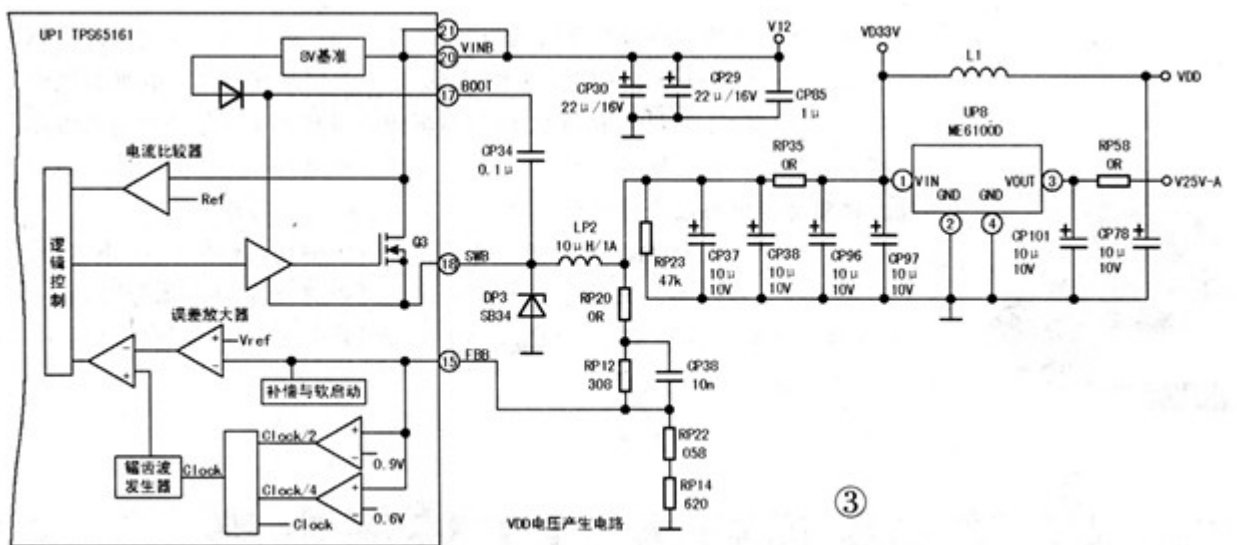 UP1 TPS65161
8V基准
21
20
VINB
17
BOOT
V12
CP30
22μ/16V
CP29
22μ/16V
CP85
1μ
VD33V
L1
VDD
UP8
ME6100D
1
VIN
GND
GND
VOUT
3
2
4
RP58
0R
V25V-A
CP101
10μ
10V
CP78
10μ
10V
电流比较器
Ref
CP34
0.1μ
RP35
0R
逻辑控制
Q3
18
SWB
LP2
10μH/1A
DP3
SB34
RP23
47k
CP37
10μ
10V
CP38
10μ
10V
CP96
10μ
10V
CP97
10μ
10V
RP20
0R
误差放大器
+
Vref
-
-
+
15
FBB
补偿与软启动
RP12
308
CP38
10n
锯齿波
发生器
Clock
Clock/2
+
-
0.9V
Clock/4
+
-
0.6V
Clock
RP22
058
RP14
620
VDD电压产生电路
③